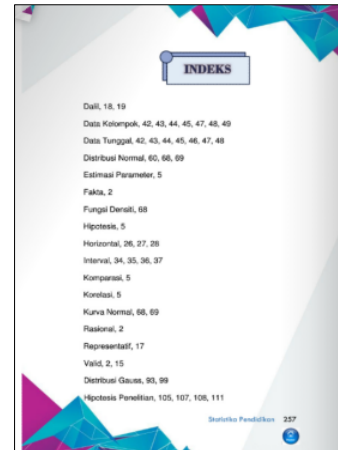 INDEKS
Dalil, 18, 19
Data Kelompok, 42, 43, 44, 45, 47, 48, 49
Data Tunggal, 42, 43, 44, 45, 46, 47, 48
Distribusi Normal, 60, 68, 69
Estimasi Parameter, 5
Fakta, 2
Fungsi Densiti, 68
Hipotesis, 5
Horizontal, 26, 27, 28
Interval, 34, 35, 36, 37
Komparasi, 5
Korelasi, 5
Kurva Normal, 68, 69
Rasional, 2
Representatif, 17
Valid, 2, 15
Distribusi Gauss, 93, 99
Hipotesis Penelitian, 105, 107, 108, 111
Statistika Pendidikan 257